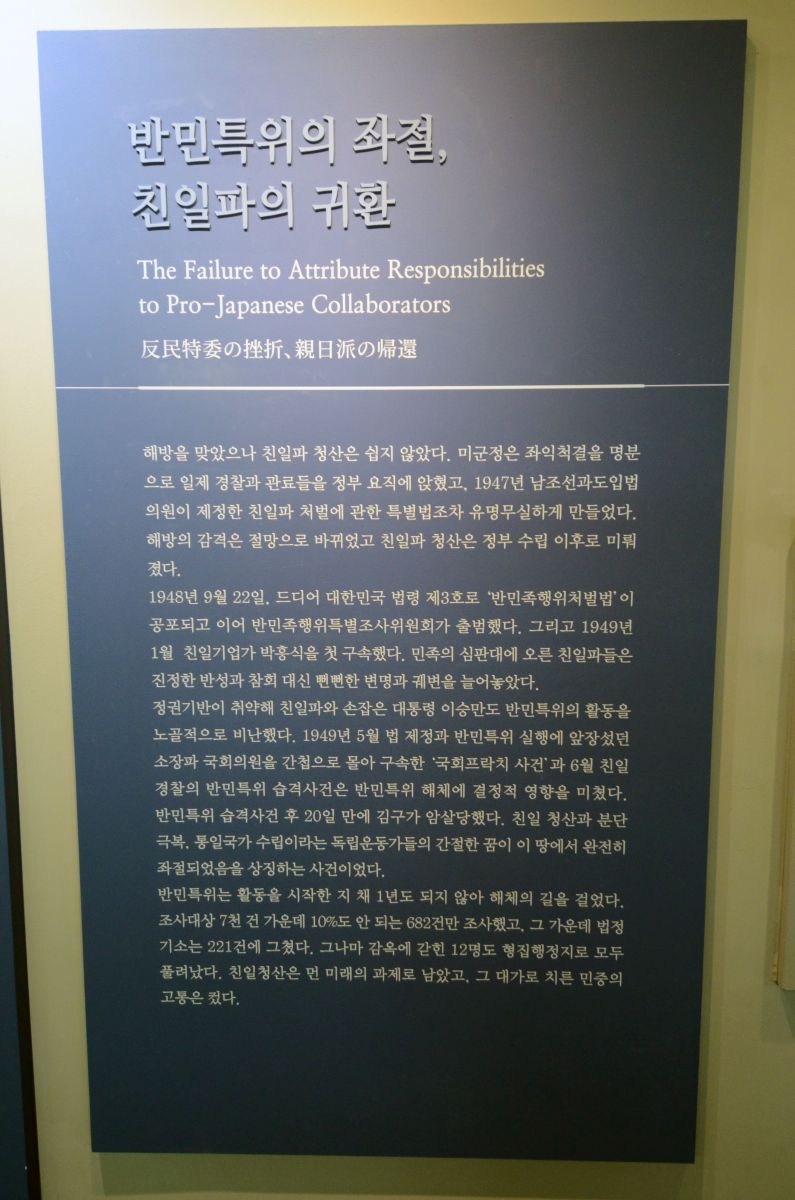 반민특위의 좌절,
친일파의 귀환
The Failure to Attribute Responsibilities
to Pro-Japanese Collaborators
反民特委の挫折、親日派の帰還
해방을 맞았으나 친일파 청산은 쉽지 않았다. 미군정은 좌익척결을 명분
으로 일제 경찰과 관료들을 정부 요직에 앉혔고, 1947년 남조선과도입법
의원이 제정한 친일파 처벌에 관한 특별법조차 유명무실하게 만들었다.
해방의 감격은 절망으로 바뀌었고 친일파 청산은 정부 수립 이후로 미뤄
졌다.
1948년 9월 22일, 드디어 대한민국 법령 제3호로 '반민족행위처벌법'이
공포되고 이어 반민족행위특별조사위원회가 출범했다. 그리고 1949년
1월 친일기업가 박흥식을 첫 구속했다. 민족의 심판대에 오른 친일파들은
진정한 반성과 참회 대신 뻔뻔한 변명과 궤변을 늘어놓았다.
정권기반이 취약해 친일파와 손잡은 대통령 이승만도 반민특위의 활동을
노골적으로 비난했다. 1949년 5월 법 제정과 반민특위 실행에 앞장섰던
소장파 국회의원을 간첩으로 몰아 구속한 '국회프락치 사건'과 6월 친일
경찰의 반민특위 습격사건은 반민특위 해체에 결정적 영향을 미쳤다.
반민특위 습격사건 후 20일 만에 김구가 암살당했다. 친일 청산과 분단
극복, 통일국가 수립이라는 독립운동가들의 간절한 꿈이 이 땅에서 완전히
좌절되었음을 상징하는 사건이었다.
반민특위는 활동을 시작한 지 채 1년도 되지 않아 해체의 길을 걸었다.
조사대상 7천 건 가운데 10%도 안 되는 682건만 조사했고, 그 가운데 법정
기소는 221건에 그쳤다. 그나마 감옥에 갇힌 12명도 형집행정지로 모두
풀려났다. 친일청산은 먼 미래의 과제로 남았고, 그 대가로 치른 민중의
고통은 컸다.